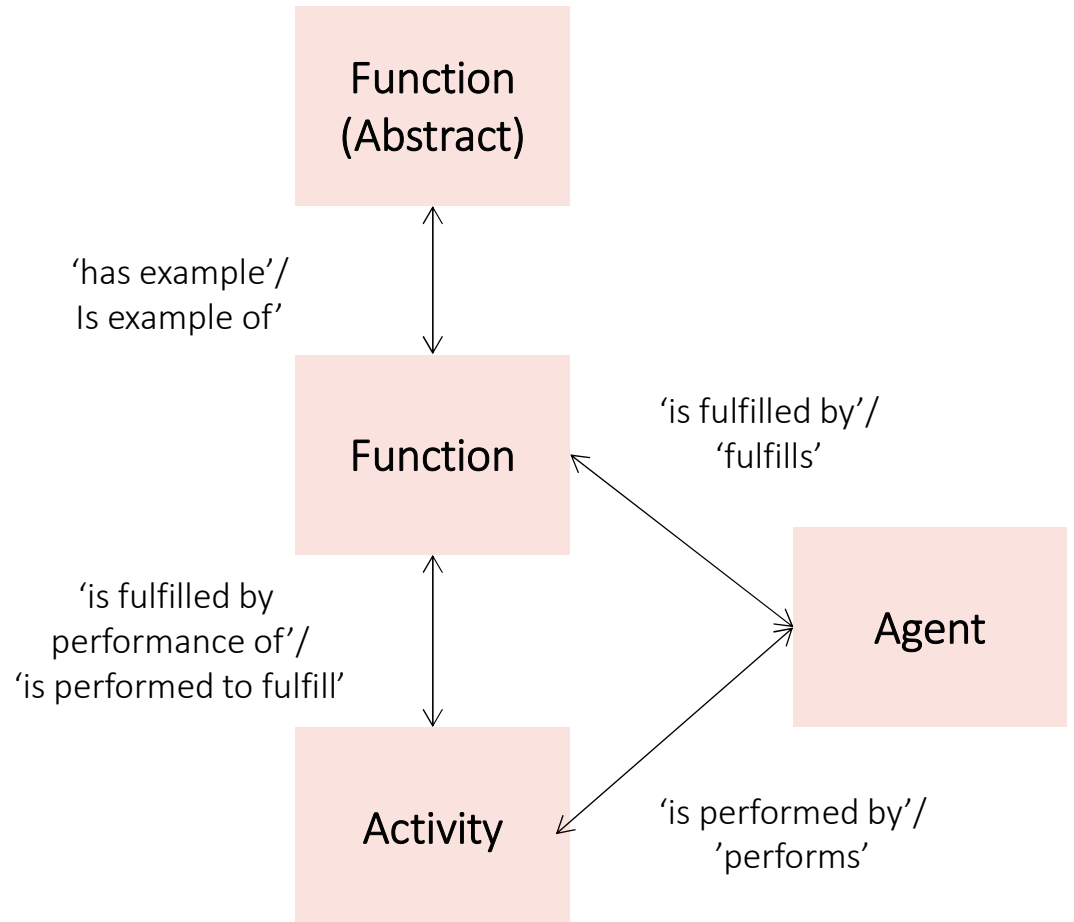 Function
(Abstract)
‘has example’/
Is example of’
Function
‘is fulfilled by’/
‘fulfills’
‘is fulfilled by
performance of’/
‘is performed to fulfill’
Agent
Activity
‘is performed by’/
’performs’